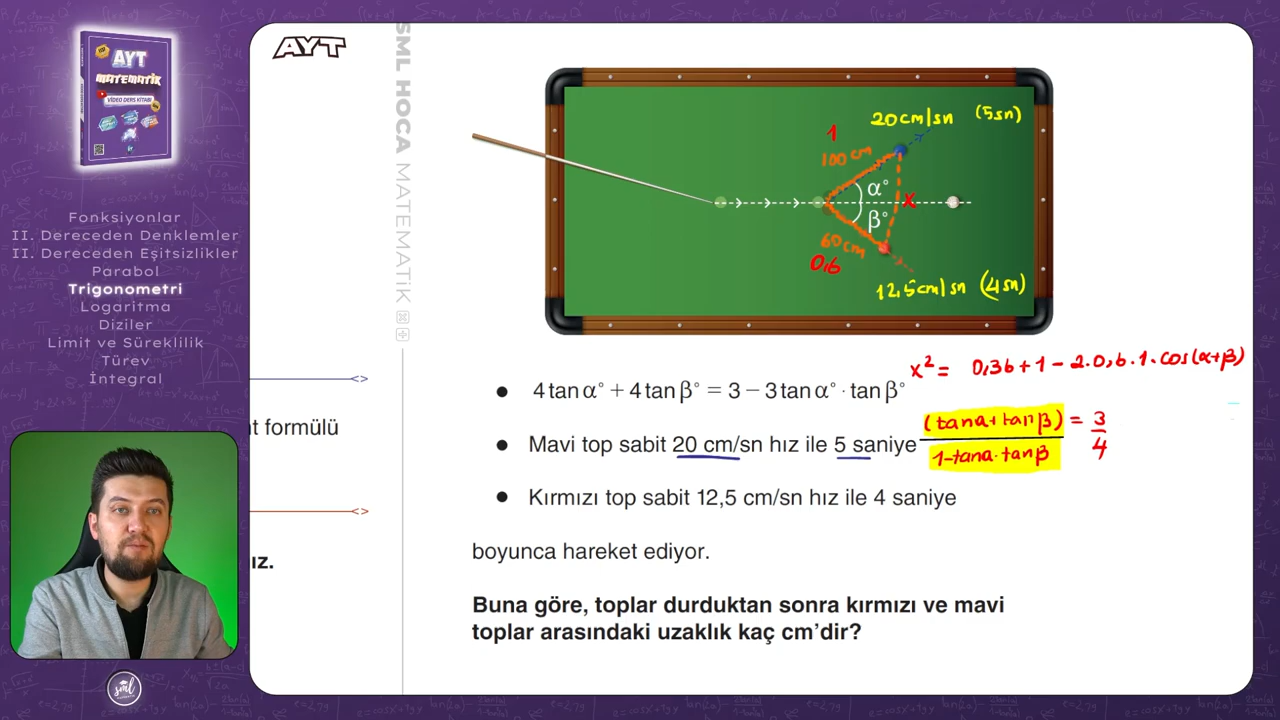 AYT
MATEMATİK
VİDEO DERS KİTABI
Fonksiyonlar
II. Dereceden Denklemler
II. Dereceden Eşitsizlikler
Parabol
Trigonometri
Logaritma
Diziler
Limit ve Süreklilik
Türev
İntegral
t formülü
ız.
sml
AYT
SML HOCA MATEMATİK
20cm/sn (5sn)
1
100 cm
α°
x
β°
60cm
0,6
12,5cm/sn (4sn)
x² = 0,36+1-2.0,6.1.cos(α+β)
• 4 tan α° + 4 tan β° = 3 − 3 tan α° · tan β°
(tanα+tanβ) = 3
• Mavi top sabit 20 cm/sn hız ile 5 saniye
1-tanα.tanβ 4
• Kırmızı top sabit 12,5 cm/sn hız ile 4 saniye
boyunca hareket ediyor.
Buna göre, toplar durduktan sonra kırmızı ve mavi
toplar arasındaki uzaklık kaç cm’dir?